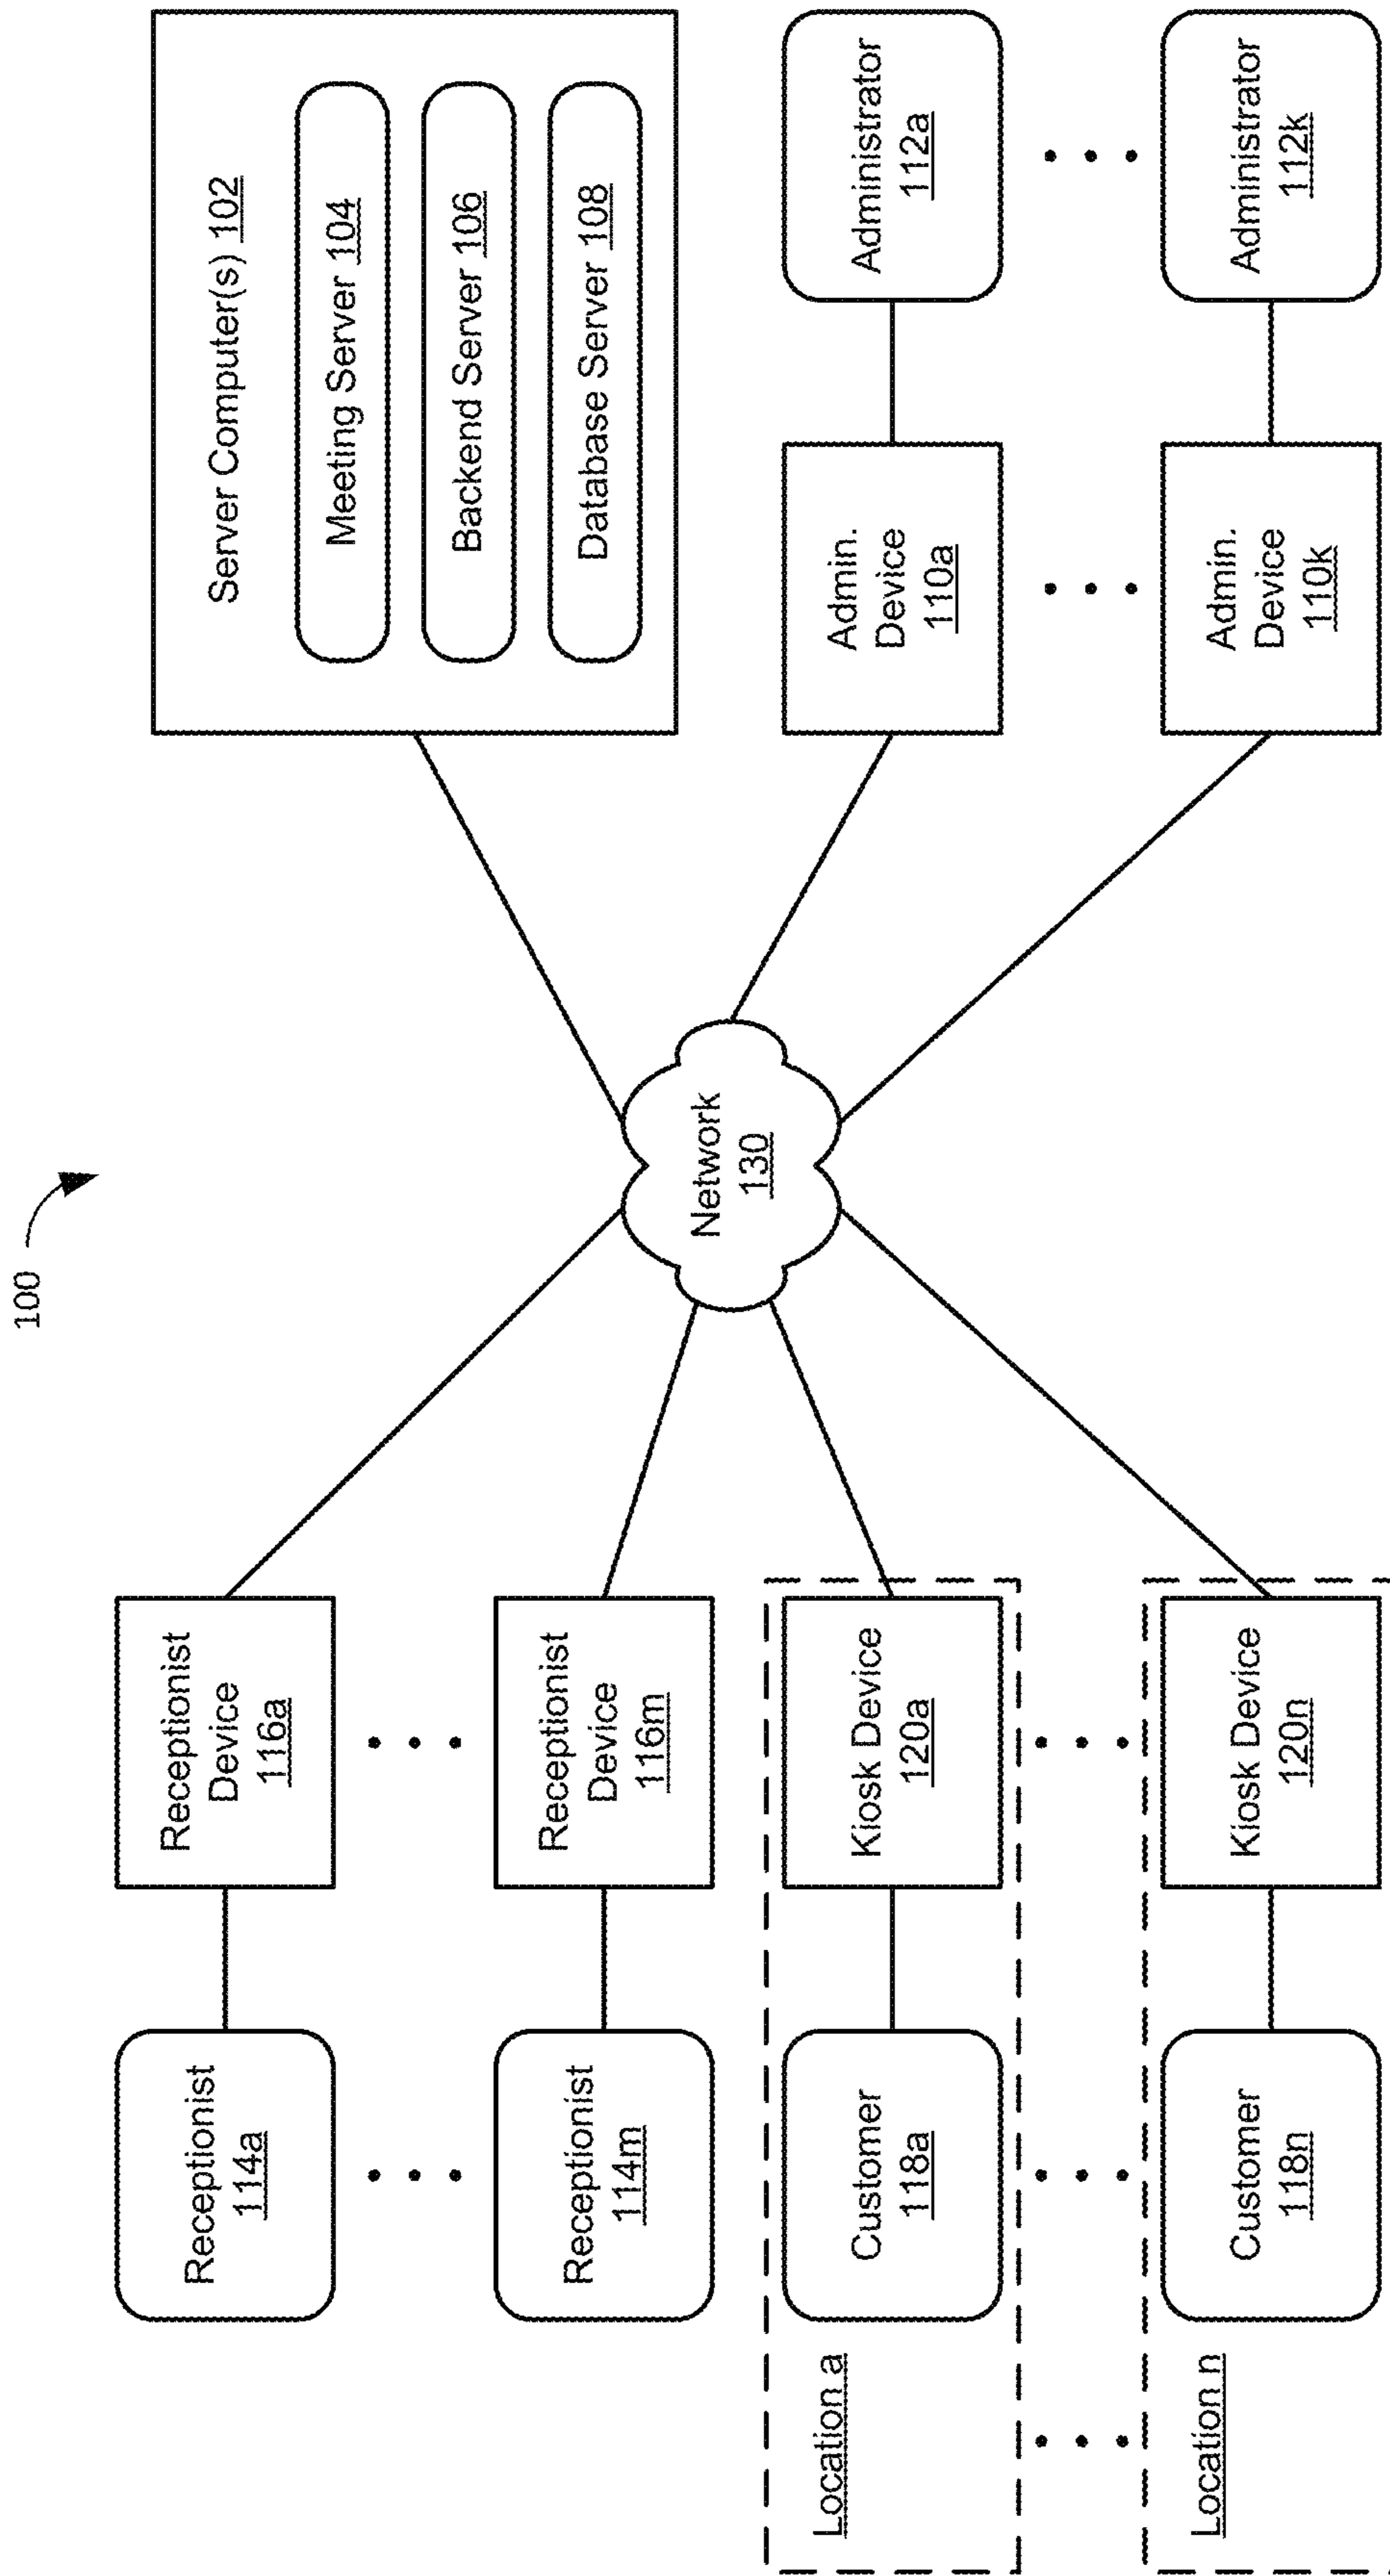 100
Server Computer(s) 102
Meeting Server 104
Backend Server 106
Database Server 108
Receptionist
114a
Receptionist
Device
116a
Receptionist
114m
Receptionist
Device
116m
Network
130
Location a
Customer
118a
Kiosk Device
120a
Admin.
Device
110a
Administrator
112a
Location n
Customer
118n
Kiosk Device
120n
Admin.
Device
110k
Administrator
112k